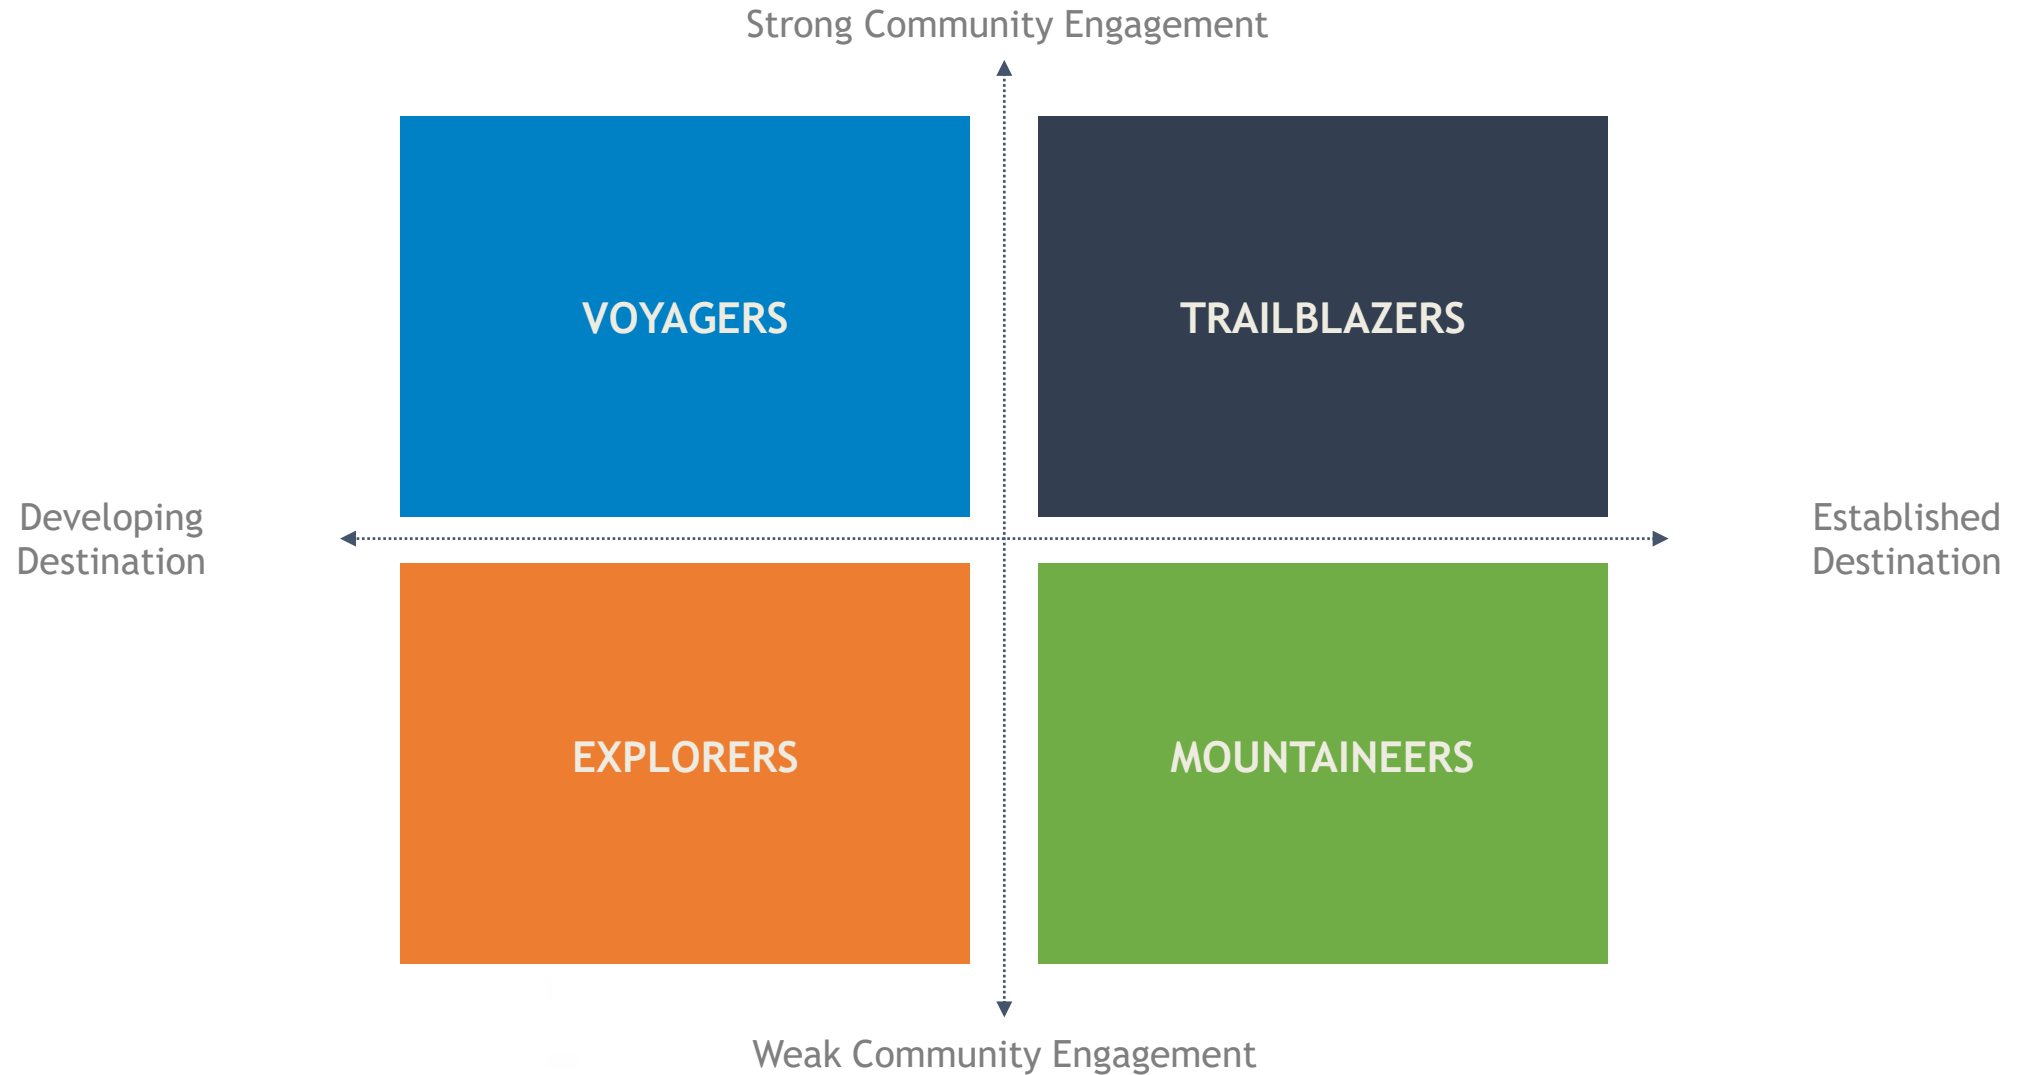 Strong Community Engagement
VOYAGERS
TRAILBLAZERS
Developing
Destination
Established
Destination
EXPLORERS
MOUNTAINEERS
Weak Community Engagement